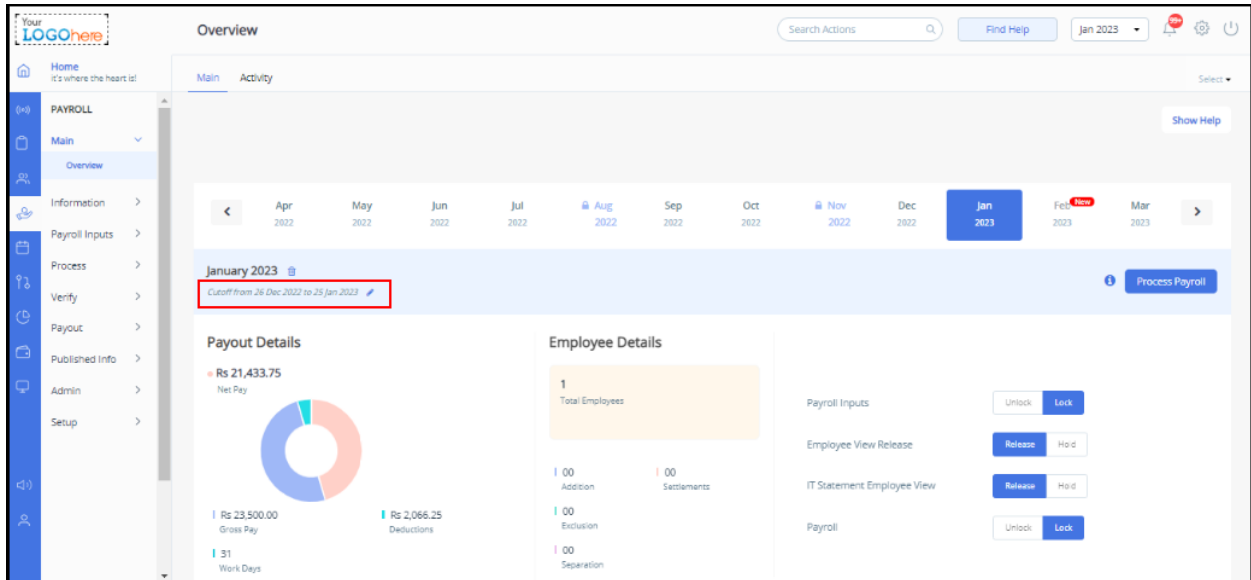 Your
LOGOhere
Overview
Search Actions
Find Help
Jan 2023
99+
Home
it's where the heart is!
Main
Activity
Select
PAYROLL
Main
Overview
Information
Payroll Inputs
Process
Verify
Payout
Published Info
Admin
Setup
Show Help
Apr
2022
May
2022
Jun
2022
Jul
2022
Aug
2022
Sep
2022
Oct
2022
Nov
2022
Dec
2022
Jan
2023
Feb
New
2023
Mar
2023
January 2023
Cutoff from 26 Dec 2022 to 25 Jan 2023
Process Payroll
Payout Details
Rs 21,433.75
Net Pay
Rs 23,500.00
Gross Pay
Rs 2,066.25
Deductions
31
Work Days
Employee Details
1
Total Employees
00
Addition
00
Settlements
00
Exclusion
00
Separation
Payroll Inputs
Unlock
Lock
Employee View Release
Release
Hold
IT Statement Employee View
Release
Hold
Payroll
Unlock
Lock